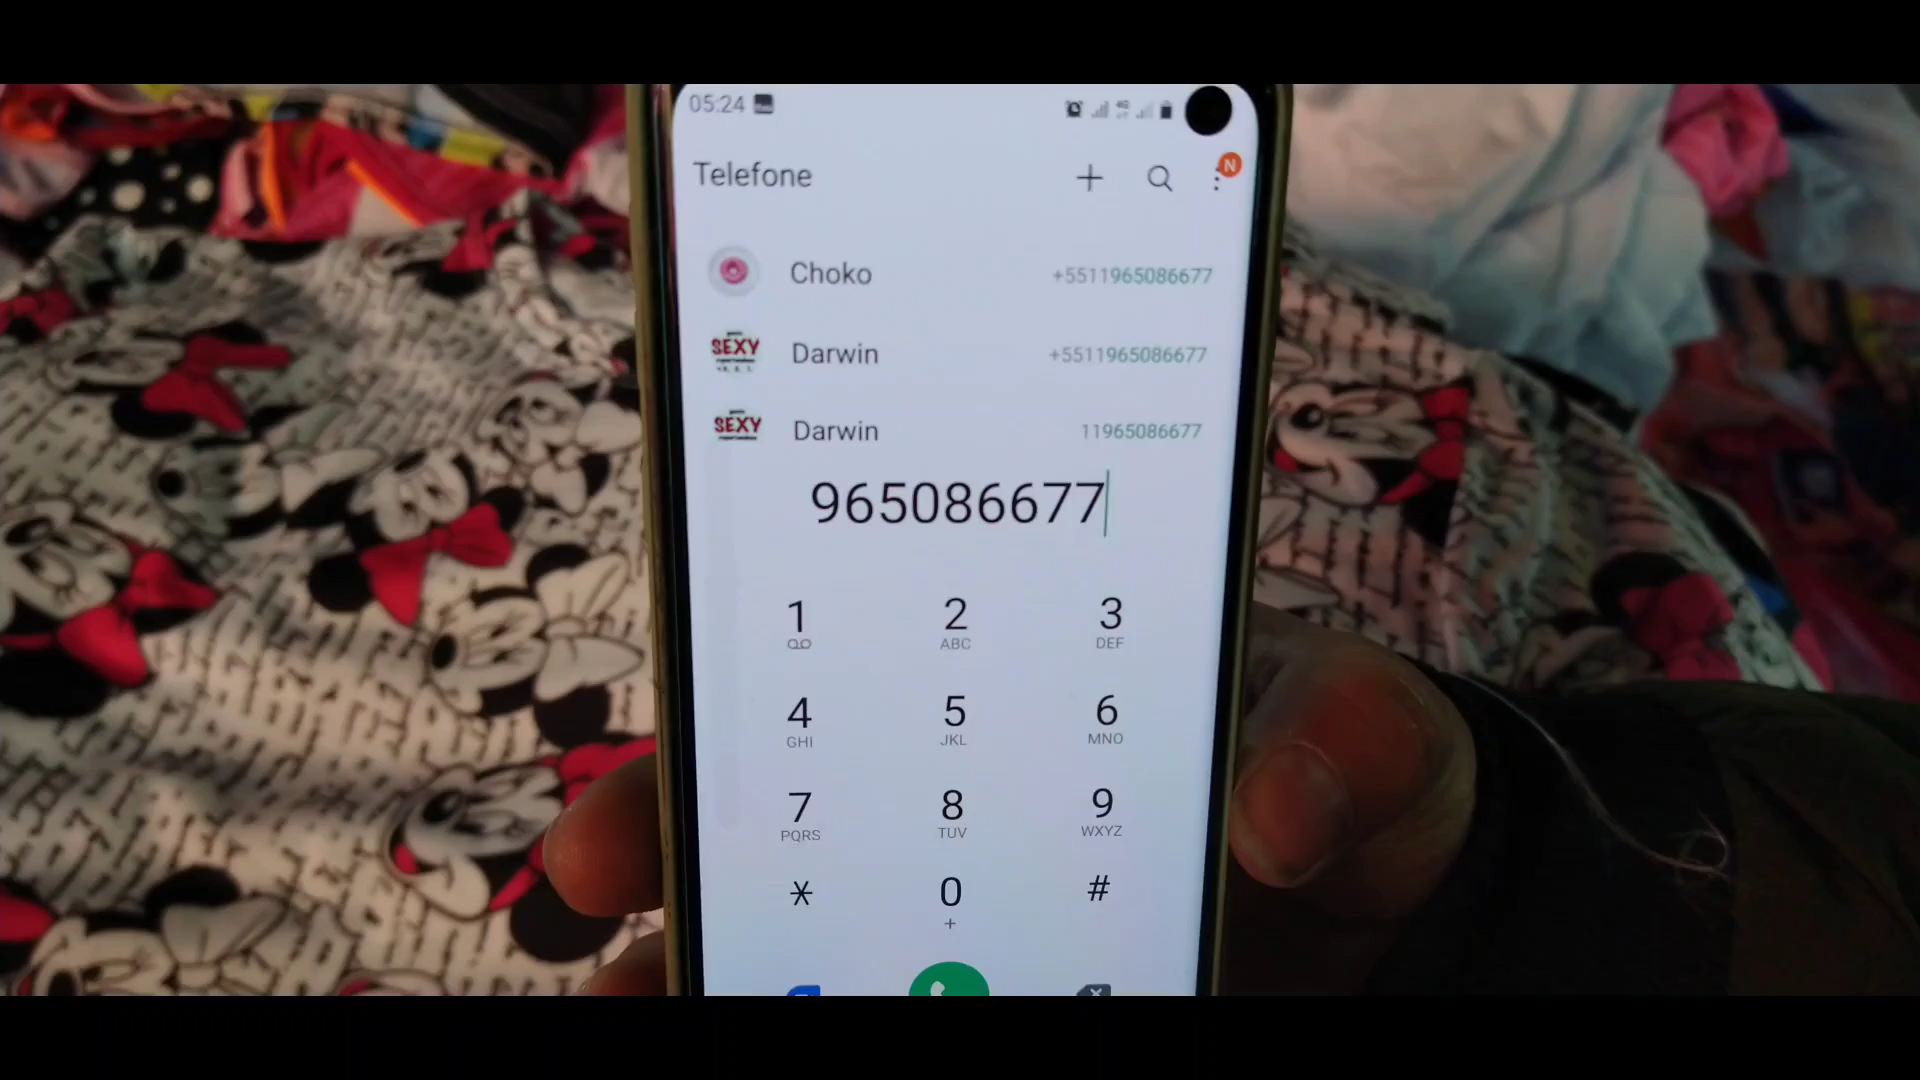 05:24
Telefone
N
Choko +5511965086677
SEXY
Darwin +5511965086677
SEXY
Darwin 11965086677
965086677
1 2 3
ABC DEF
4 5 6
GHI JKL MNO
7 8 9
PQRS TUV WXYZ
* 0 #
+